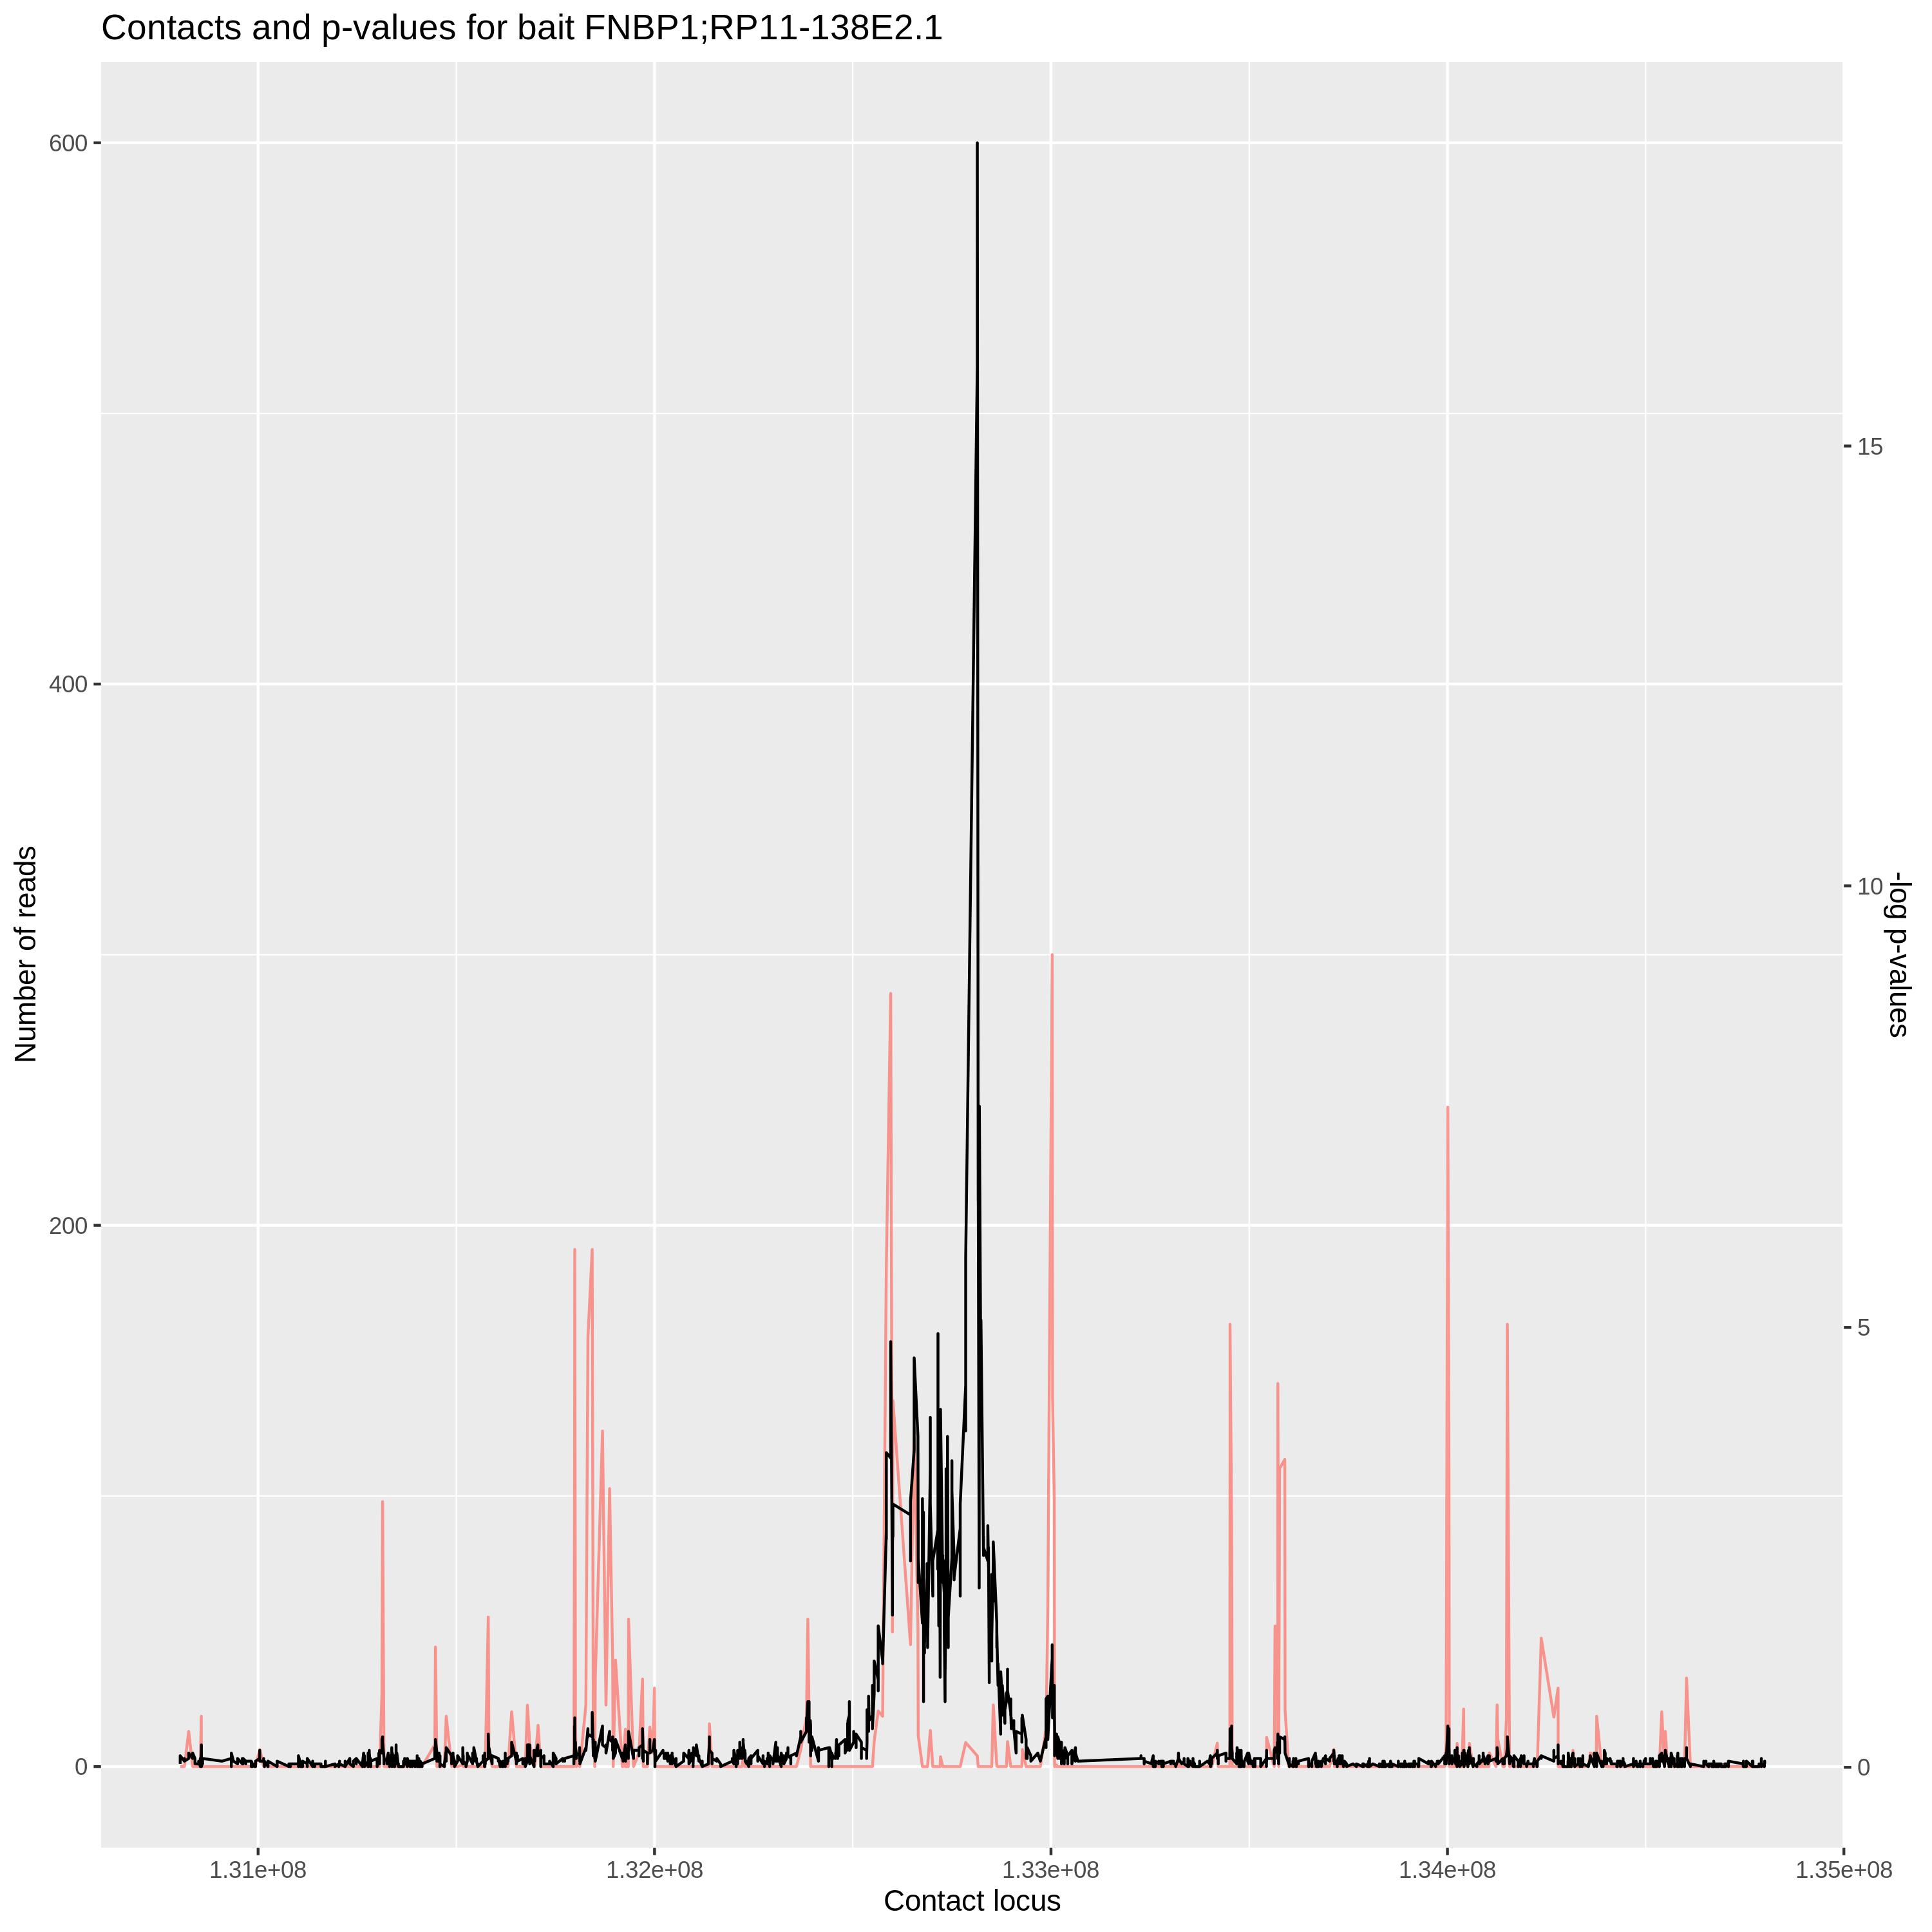 Contacts and p-values for bait FNBP1;RP11-138E2.1
600
400
200
0
Number of reads
15
10
5
0
-log p-values
1.31e+08
1.32e+08
1.33e+08
1.34e+08
1.35e+08
Contact locus